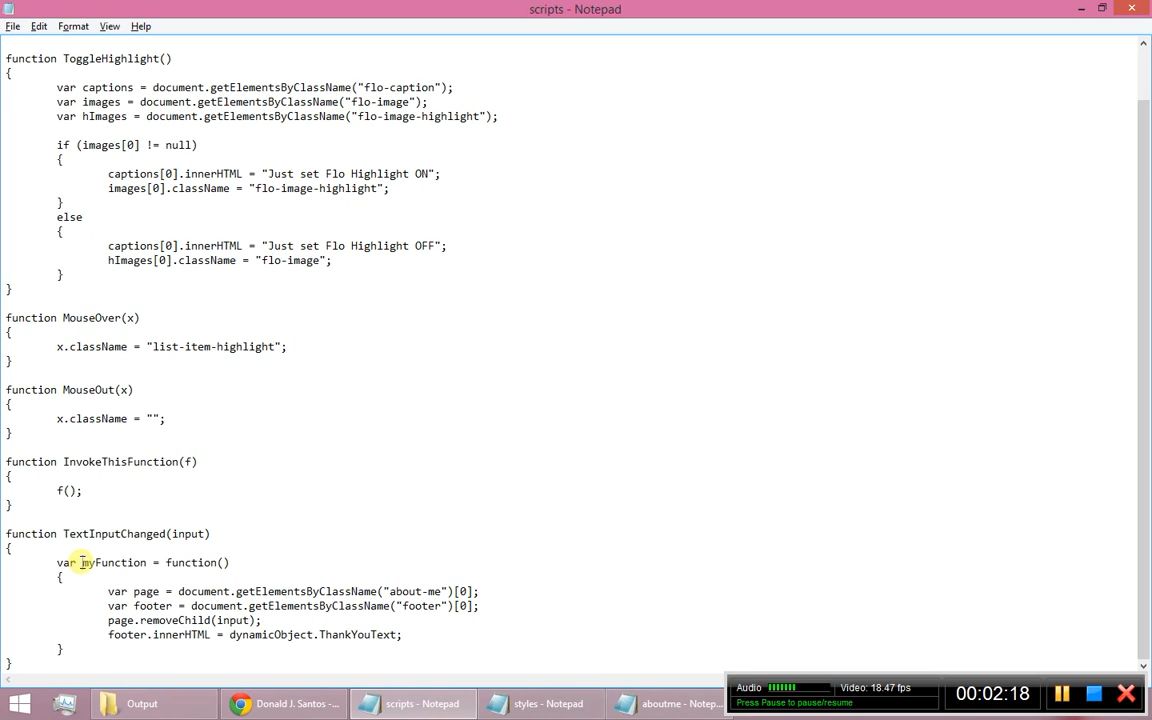 scripts - Notepad
File Edit Format View Help
function ToggleHighlight()
{
var captions = document.getElementsByClassName("flo-caption");
var images = document.getElementsByClassName("flo-image");
var hImages = document.getElementsByClassName("flo-image-highlight");
if (images[0] != null)
{
captions[0].innerHTML = "Just set Flo Highlight ON";
images[0].className = "flo-image-highlight";
}
else
{
captions[0].innerHTML = "Just set Flo Highlight OFF";
hImages[0].className = "flo-image";
}
}
function MouseOver(x)
{
x.className = "list-item-highlight";
}
function MouseOut(x)
{
x.className = "";
}
function InvokeThisFunction(f)
{
f();
}
function TextInputChanged(input)
{
var myFunction = function()
{
var page = document.getElementsByClassName("about-me")[0];
var footer = document.getElementsByClassName("footer")[0];
page.removeChild(input);
footer.innerHTML = dynamicObject.ThankYouText;
}
}
Output
Donald J. Santos -...
scripts - Notepad
styles - Notepad
aboutme - Notep...
Audio
Video: 18.47 fps
Press Pause to pause/resume
00:02:18